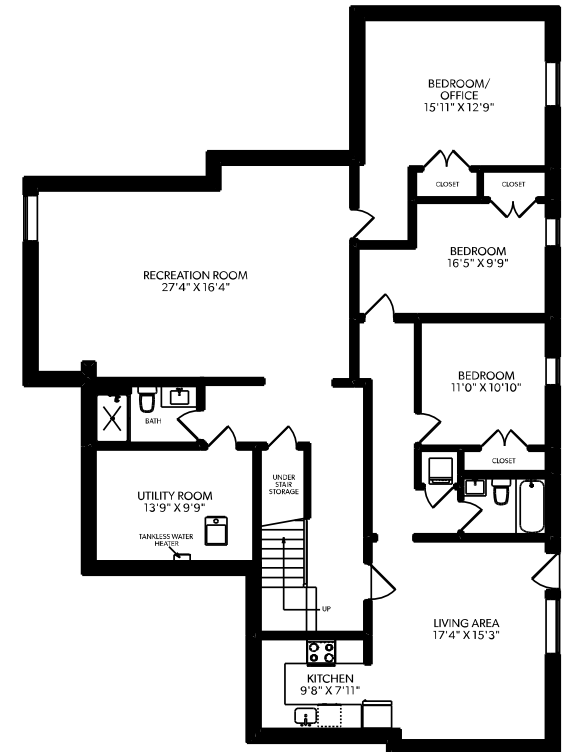 BEDROOM/
OFFICE
15'11" X 12'9"
CLOSET
CLOSET
BEDROOM
16'5" X 9'9"
RECREATION ROOM
27'4" X 16'4"
BEDROOM
11'0" X 10'10"
BATH
CLOSET
UNDER
STAIR
STORAGE
UTILITY ROOM
13'9" X 9'9"
TANKLESS WATER
HEATER
UP
LIVING AREA
17'4" X 15'3"
KITCHEN
9'8" X 7'11"